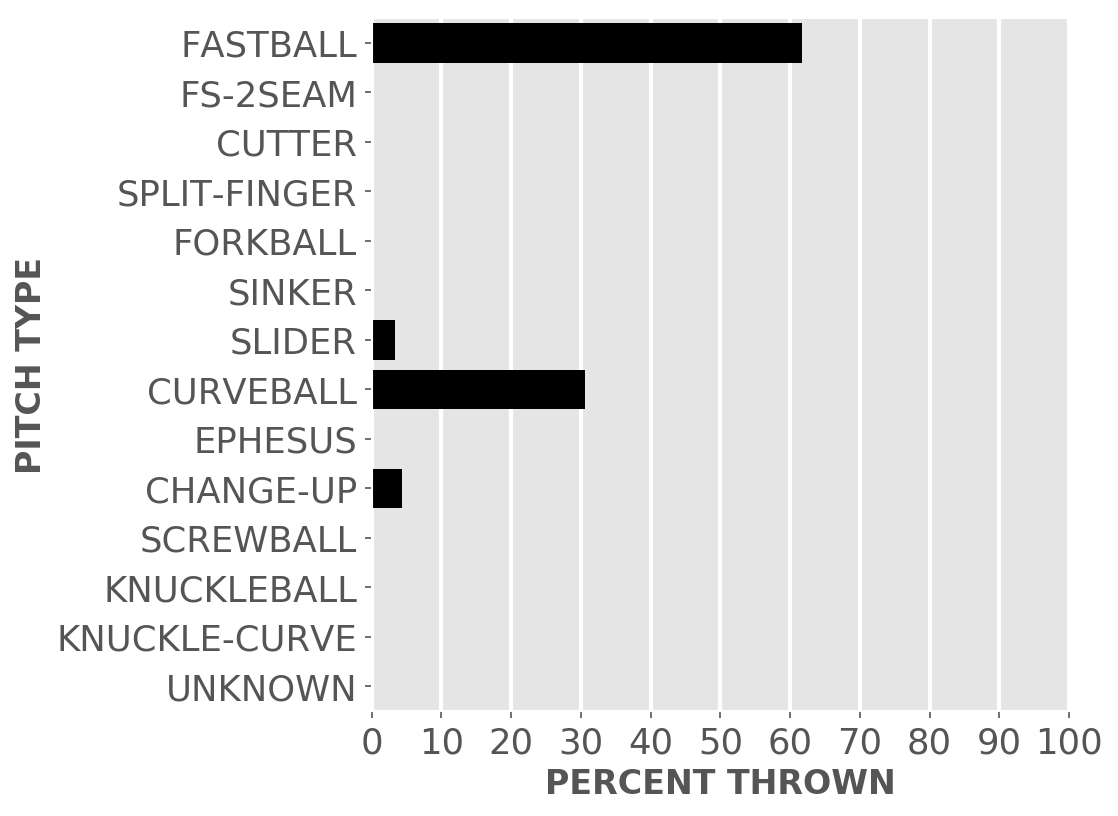 FASTBALL
FS-2SEAM
CUTTER
SPLIT-FINGER
FORKBALL
SINKER
SLIDER
CURVEBALL
EPHESUS
CHANGE-UP
SCREWBALL
KNUCKLEBALL
KNUCKLE-CURVE
UNKNOWN
PITCH TYPE
0 10 20 30 40 50 60 70 80 90 100
PERCENT THROWN